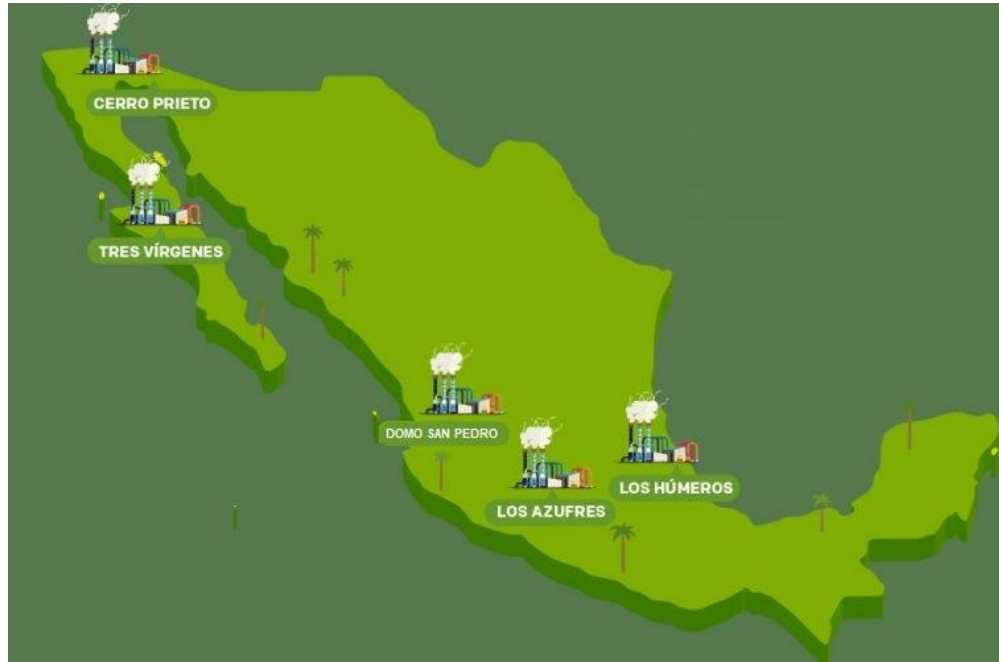 CERRO PRIETO
TRES VÍRGENES
DOMO SAN PEDRO
LOS AZUFRES
LOS HÚMEROS